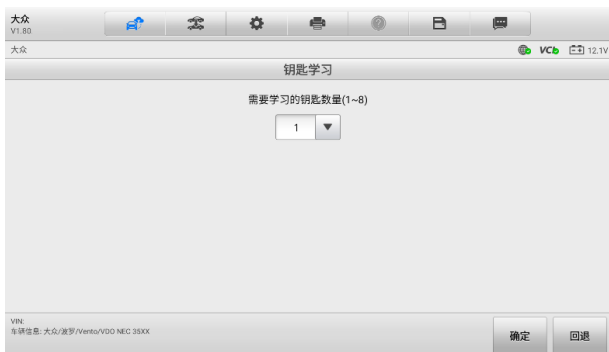 大众
V1.80
大众
VCI
12.1V
钥匙学习
需要学习的钥匙数量(1~8)
1
VIN:
车辆信息: 大众/波罗/Vento/VDO NEC 35XX
确定
回退